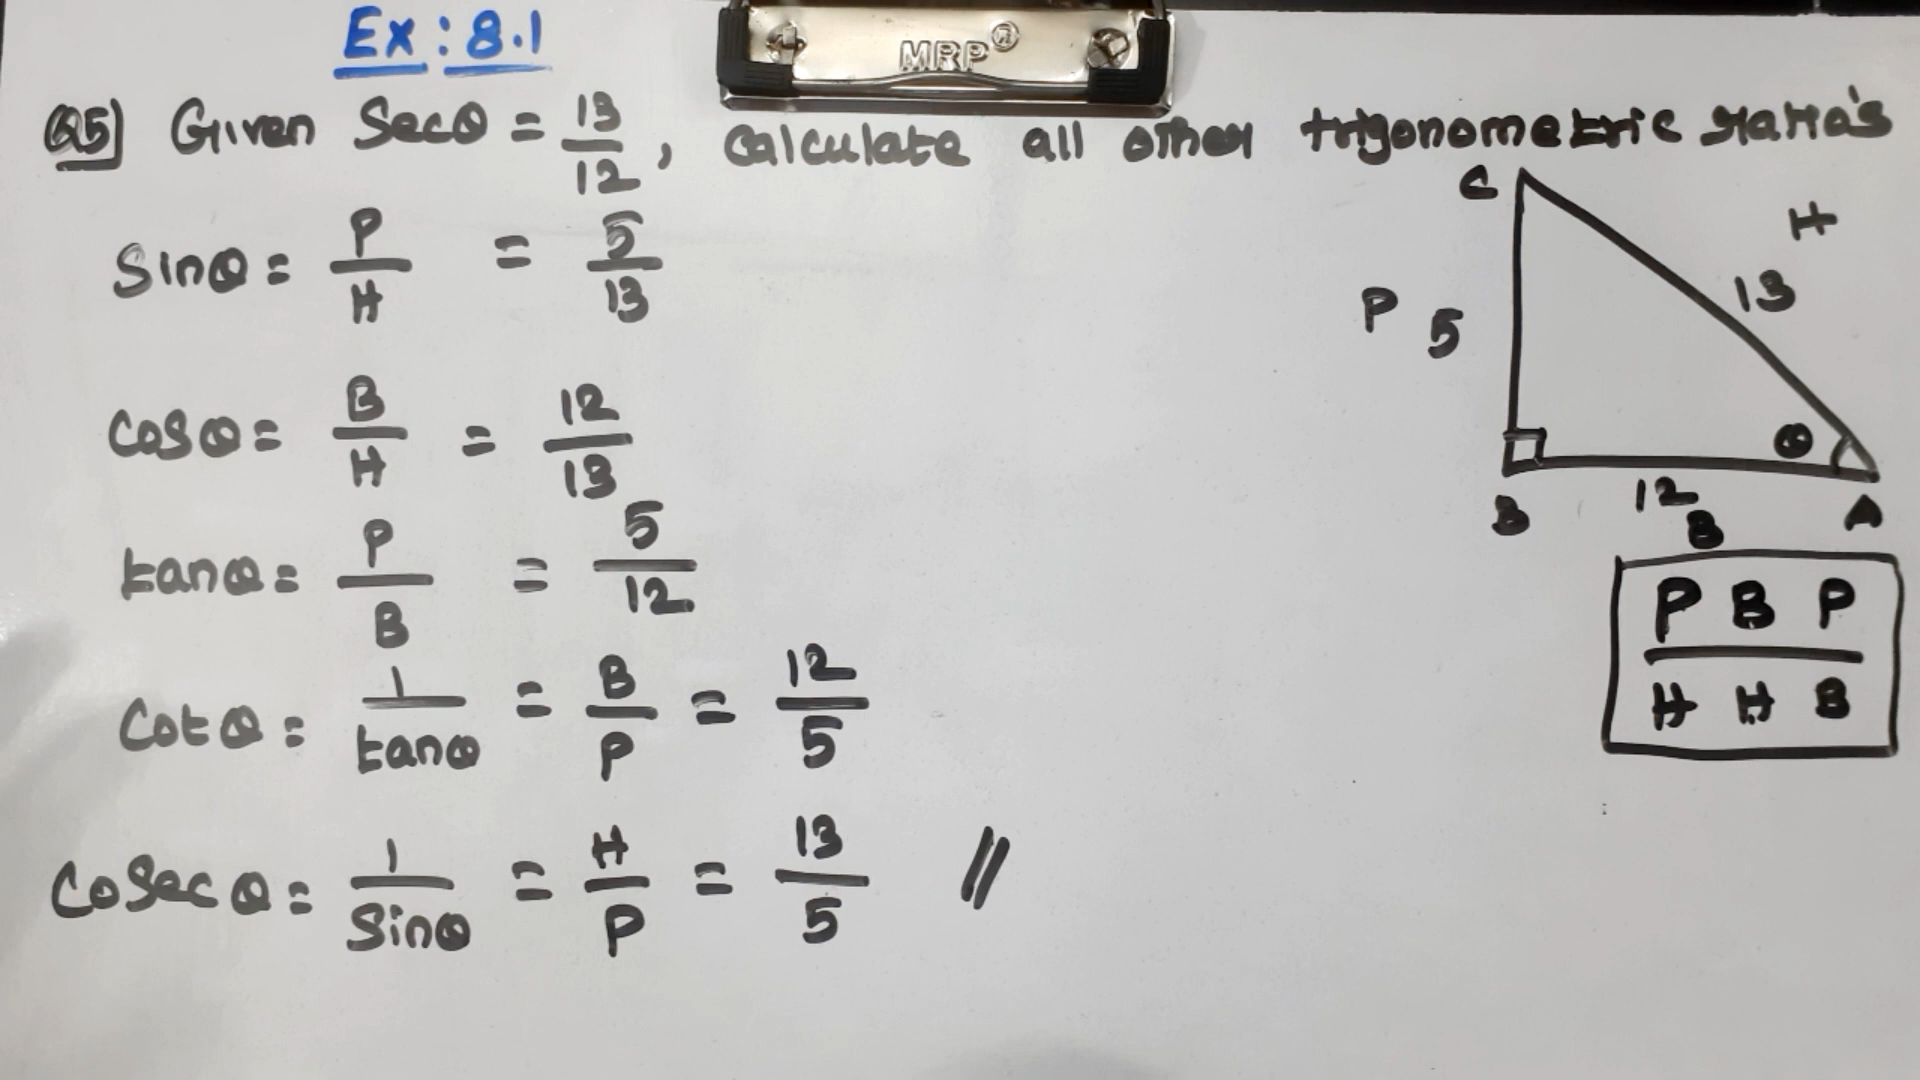 Ex: 8.1
MRP®
Q5] Given Secθ = 13/12, calculate all other trigonometric ratio's
Sinθ = P/H = 5/13
Cosθ = B/H = 12/13
tanθ = P/B = 5/12
Cotθ = 1/tanθ = B/P = 12/5
Cosecθ = 1/Sinθ = H/P = 13/5 //
C
H
13
P 5
θ
B 12 A
B
P B P
H H B